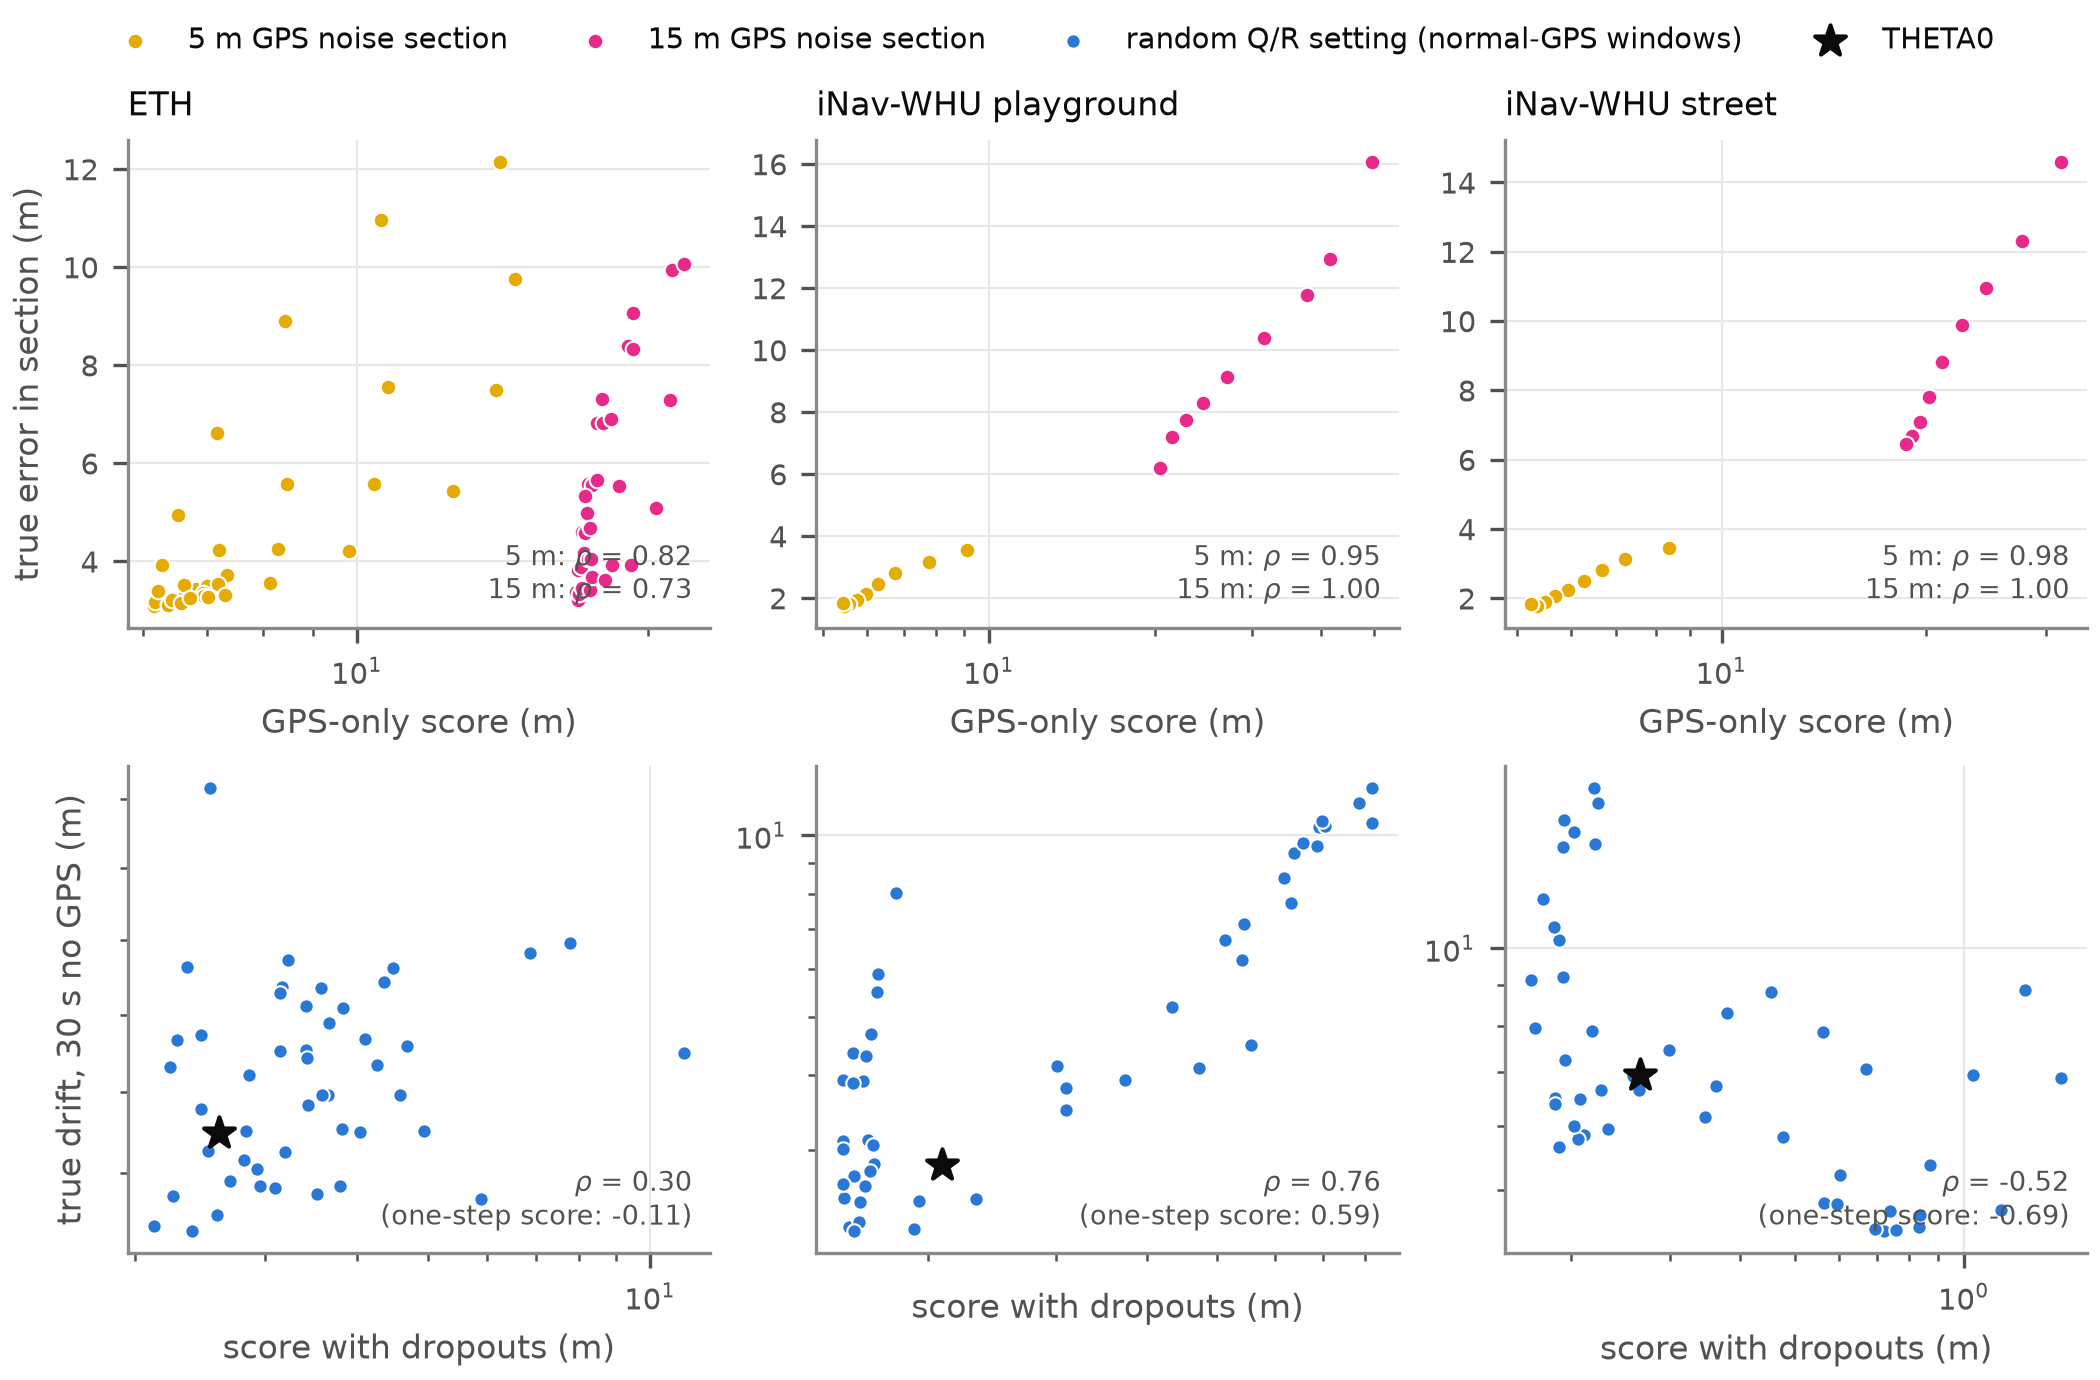 5 m GPS noise section 15 m GPS noise section random Q/R setting (normal-GPS windows) THETA0
ETH
12
10
8
6
4
true error in section (m)
5 m: ρ = 0.82
15 m: ρ = 0.73
10¹
GPS-only score (m)
iNav-WHU playground
16
14
12
10
8
6
4
2
5 m: ρ = 0.95
15 m: ρ = 1.00
10¹
GPS-only score (m)
iNav-WHU street
14
12
10
8
6
4
2
5 m: ρ = 0.98
15 m: ρ = 1.00
10¹
GPS-only score (m)
true drift, 30 s no GPS (m)
ρ = 0.30
(one-step score: -0.11)
10¹
score with dropouts (m)
10¹
ρ = 0.76
(one-step score: 0.59)
score with dropouts (m)
10¹
ρ = -0.52
(one-step score: -0.69)
10⁰
score with dropouts (m)